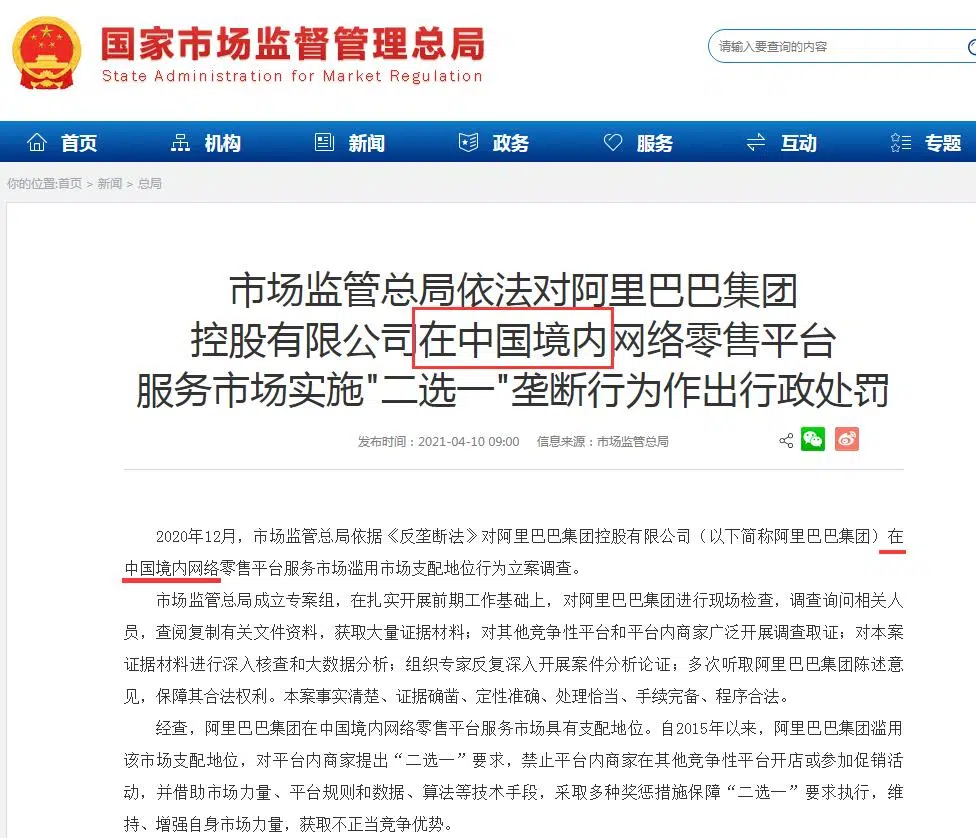 国家市场监督管理总局
State Administration for Market Regulation
请输入要查询的内容
首页 机构 新闻 政务 服务 互动 专题
你的位置:首页 > 新闻 > 总局
市场监管总局依法对阿里巴巴集团
控股有限公司在中国境内网络零售平台
服务市场实施"二选一"垄断行为作出行政处罚
发布时间：2021-04-10 09:00 信息来源：市场监管总局
2020年12月，市场监管总局依据《反垄断法》对阿里巴巴集团控股有限公司（以下简称阿里巴巴集团）在
中国境内网络零售平台服务市场滥用市场支配地位行为立案调查。
市场监管总局成立专案组，在扎实开展前期工作基础上，对阿里巴巴集团进行现场检查，调查询问相关人
员，查阅复制有关文件资料，获取大量证据材料；对其他竞争性平台和平台内商家广泛开展调查取证；对本案
证据材料进行深入核查和大数据分析；组织专家反复深入开展案件分析论证；多次听取阿里巴巴集团陈述意
见，保障其合法权利。本案事实清楚、证据确凿、定性准确、处理恰当、手续完备、程序合法。
经查，阿里巴巴集团在中国境内网络零售平台服务市场具有支配地位。自2015年以来，阿里巴巴集团滥用
该市场支配地位，对平台内商家提出“二选一”要求，禁止平台内商家在其他竞争性平台开店或参加促销活
动，并借助市场力量、平台规则和数据、算法等技术手段，采取多种奖惩措施保障“二选一”要求执行，维
持、增强自身市场力量，获取不正当竞争优势。